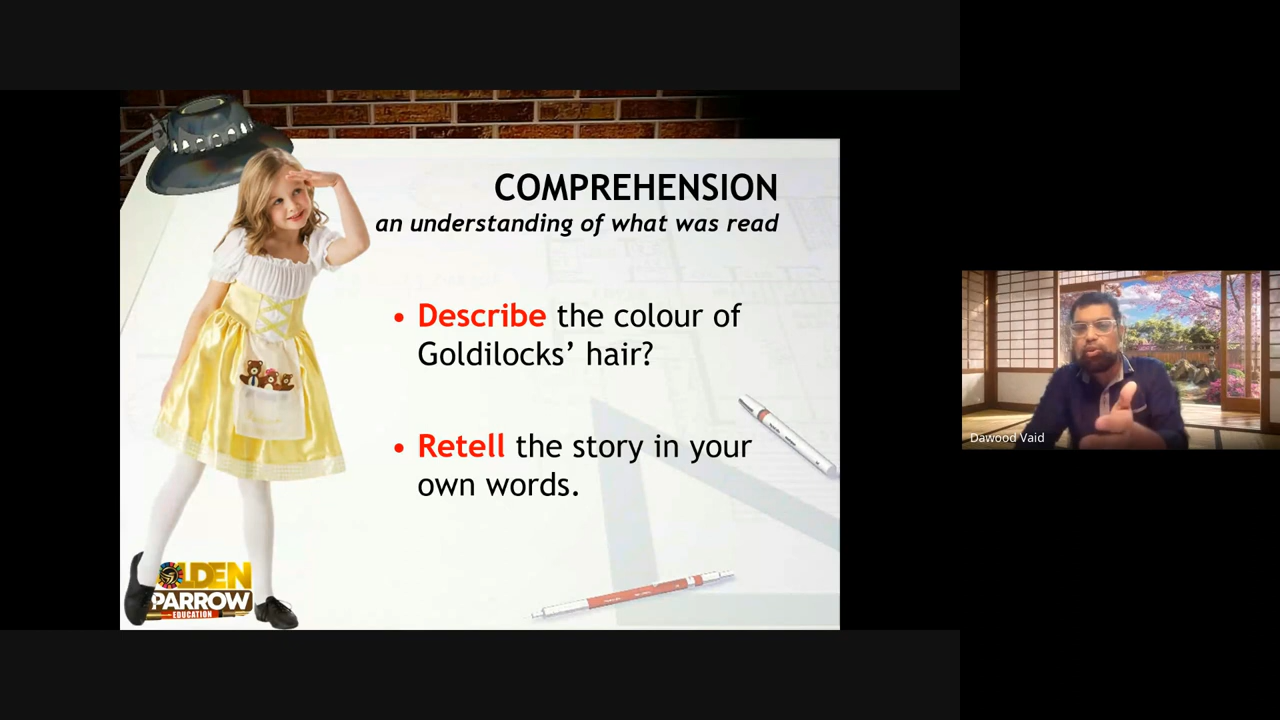 COMPREHENSION
an understanding of what was read
• Describe the colour of
Goldilocks’ hair?
• Retell the story in your
own words.
LDEN
PARROW
EDUCATION
Dawood Vaid